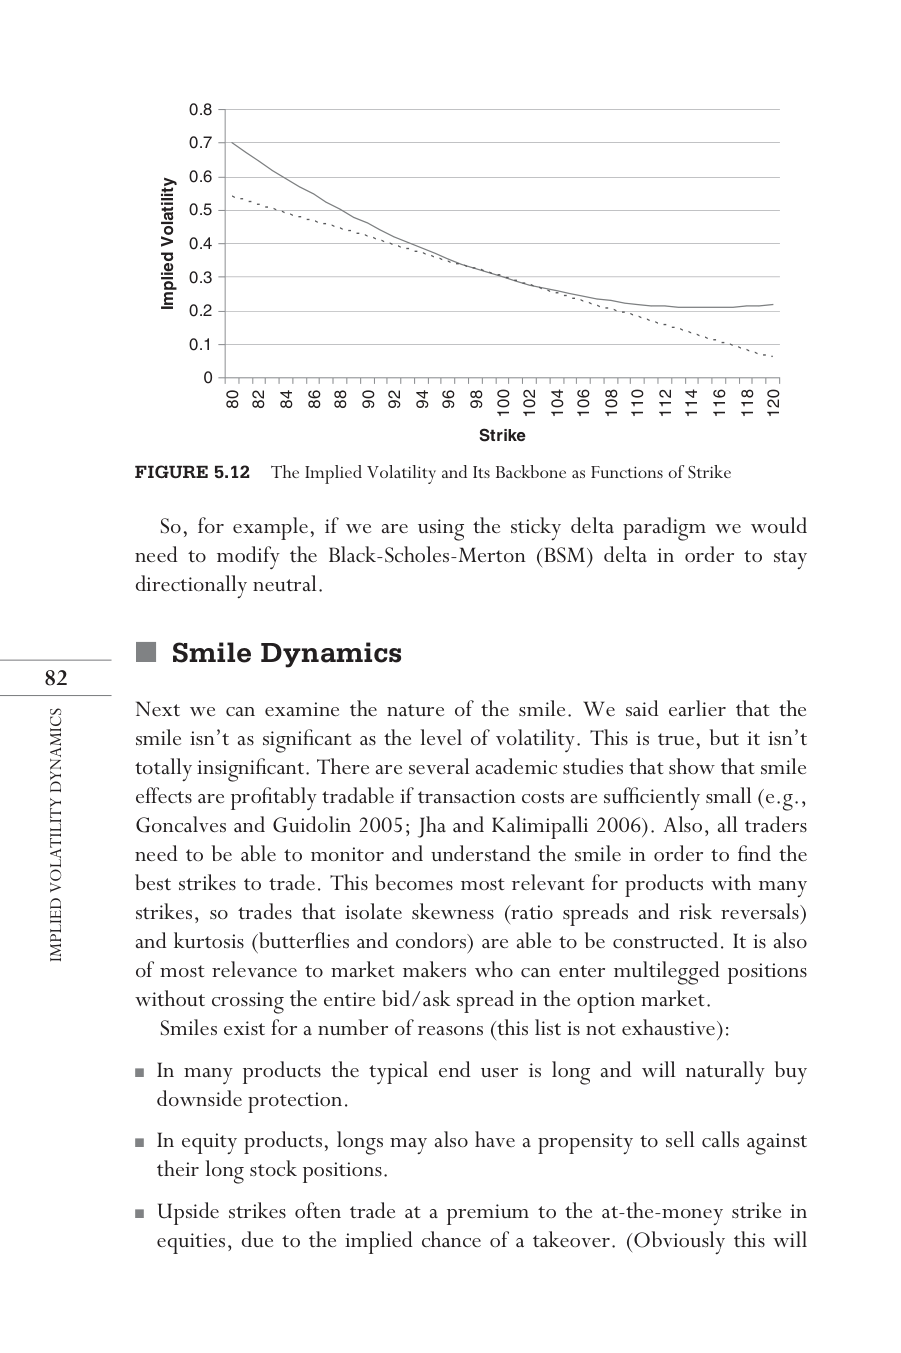 0.8
0.7
0.6
0.5
0.4
0.3
0.2
0.1
0
Implied Volatility
80 82 84 86 88 90 92 94 96 98 100 102 104 106 108 110 112 114 116 118 120
Strike
FIGURE 5.12 The Implied Volatility and Its Backbone as Functions of Strike
So, for example, if we are using the sticky delta paradigm we would
need to modify the Black-Scholes-Merton (BSM) delta in order to stay
directionally neutral.
■ Smile Dynamics
82
IMPLIED VOLATILITY DYNAMICS
Next we can examine the nature of the smile. We said earlier that the
smile isn’t as significant as the level of volatility. This is true, but it isn’t
totally insignificant. There are several academic studies that show that smile
effects are profitably tradable if transaction costs are sufficiently small (e.g.,
Goncalves and Guidolin 2005; Jha and Kalimipalli 2006). Also, all traders
need to be able to monitor and understand the smile in order to find the
best strikes to trade. This becomes most relevant for products with many
strikes, so trades that isolate skewness (ratio spreads and risk reversals)
and kurtosis (butterflies and condors) are able to be constructed. It is also
of most relevance to market makers who can enter multilegged positions
without crossing the entire bid/ask spread in the option market.
Smiles exist for a number of reasons (this list is not exhaustive):
■ In many products the typical end user is long and will naturally buy
downside protection.
■ In equity products, longs may also have a propensity to sell calls against
their long stock positions.
■ Upside strikes often trade at a premium to the at-the-money strike in
equities, due to the implied chance of a takeover. (Obviously this will